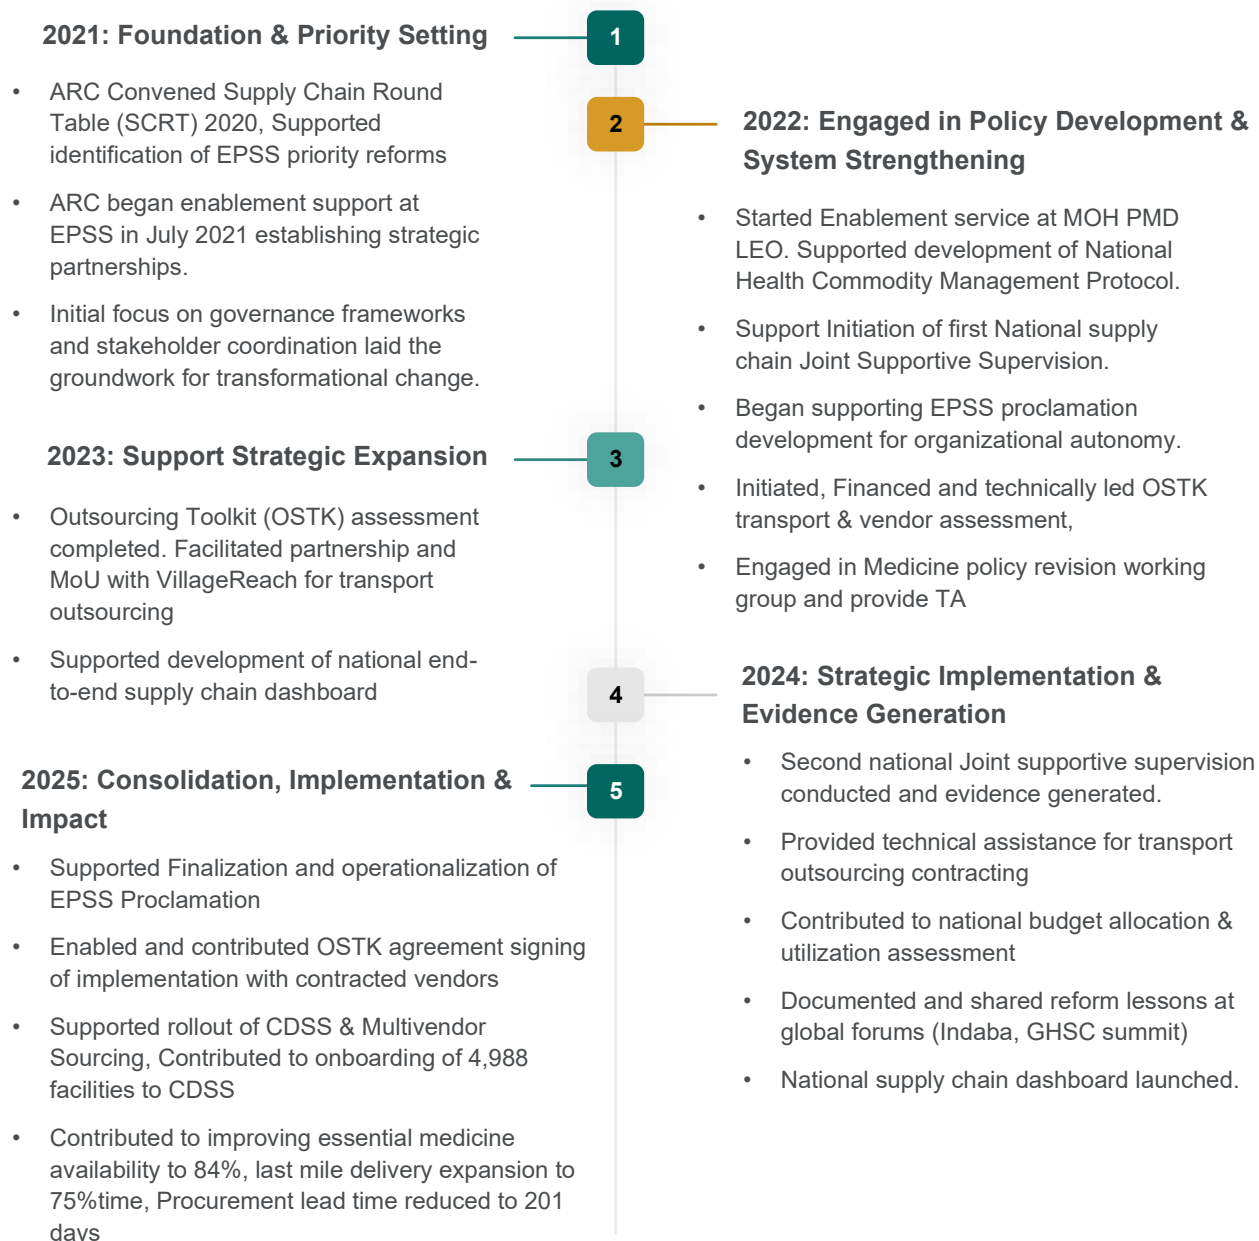 2021: Foundation & Priority Setting
1
• ARC Convened Supply Chain Round
Table (SCRT) 2020, Supported
identification of EPSS priority reforms
• ARC began enablement support at
EPSS in July 2021 establishing strategic
partnerships.
• Initial focus on governance frameworks
and stakeholder coordination laid the
groundwork for transformational change.
2
2022: Engaged in Policy Development &
System Strengthening
• Started Enablement service at MOH PMD
LEO. Supported development of National
Health Commodity Management Protocol.
• Support Initiation of first National supply
chain Joint Supportive Supervision.
• Began supporting EPSS proclamation
development for organizational autonomy.
• Initiated, Financed and technically led OSTK
transport & vendor assessment,
• Engaged in Medicine policy revision working
group and provide TA
2023: Support Strategic Expansion
3
• Outsourcing Toolkit (OSTK) assessment
completed. Facilitated partnership and
MoU with VillageReach for transport
outsourcing
• Supported development of national end-
to-end supply chain dashboard
4
2024: Strategic Implementation &
Evidence Generation
• Second national Joint supportive supervision
conducted and evidence generated.
• Provided technical assistance for transport
outsourcing contracting
• Contributed to national budget allocation &
utilization assessment
• Documented and shared reform lessons at
global forums (Indaba, GHSC summit)
• National supply chain dashboard launched.
2025: Consolidation, Implementation &
Impact
5
• Supported Finalization and operationalization of
EPSS Proclamation
• Enabled and contributed OSTK agreement signing
of implementation with contracted vendors
• Supported rollout of CDSS & Multivendor
Sourcing, Contributed to onboarding of 4,988
facilities to CDSS
• Contributed to improving essential medicine
availability to 84%, last mile delivery expansion to
75%time, Procurement lead time reduced to 201
days